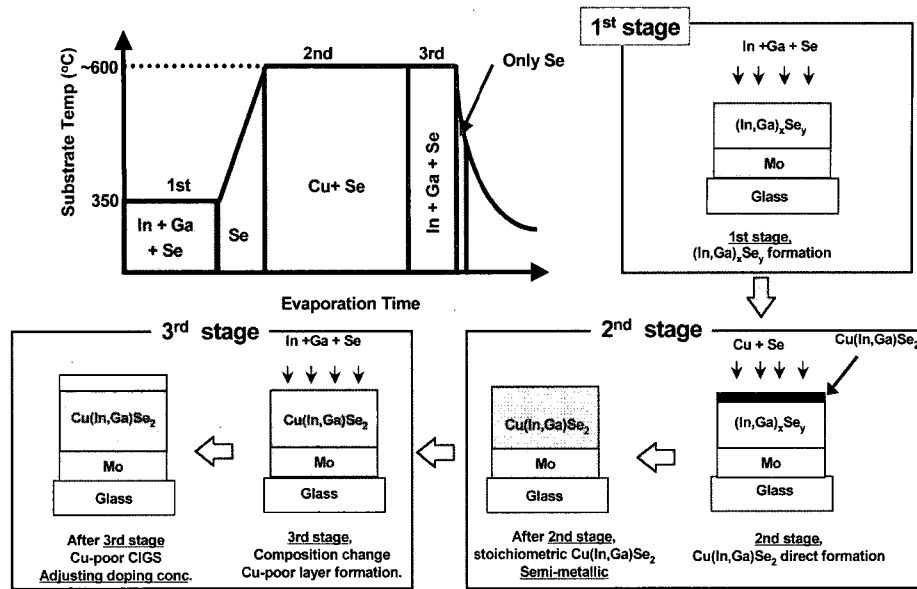 ~600
350
Substrate Temp (°C)
2nd
3rd
Only Se
1st
In + Ga
+ Se
Se
Cu+ Se
In + Ga + Se
Evaporation Time
1st stage
In +Ga + Se
(In,Ga)xSey
Mo
Glass
1st stage,
(In,Ga)xSey formation
2nd stage
Cu + Se
Cu(In,Ga)Se2
(In,Ga)xSey
Mo
Glass
2nd stage,
Cu(In,Ga)Se2 direct formation
Cu(In,Ga)Se2
Mo
Glass
After 2nd stage,
stoichiometric Cu(In,Ga)Se2
Semi-metallic
3rd stage
In +Ga + Se
Cu(In,Ga)Se2
Mo
Glass
3rd stage,
Composition change
Cu-poor layer formation.
Cu(In,Ga)Se2
Mo
Glass
After 3rd stage
Cu-poor CIGS
Adjusting doping conc.